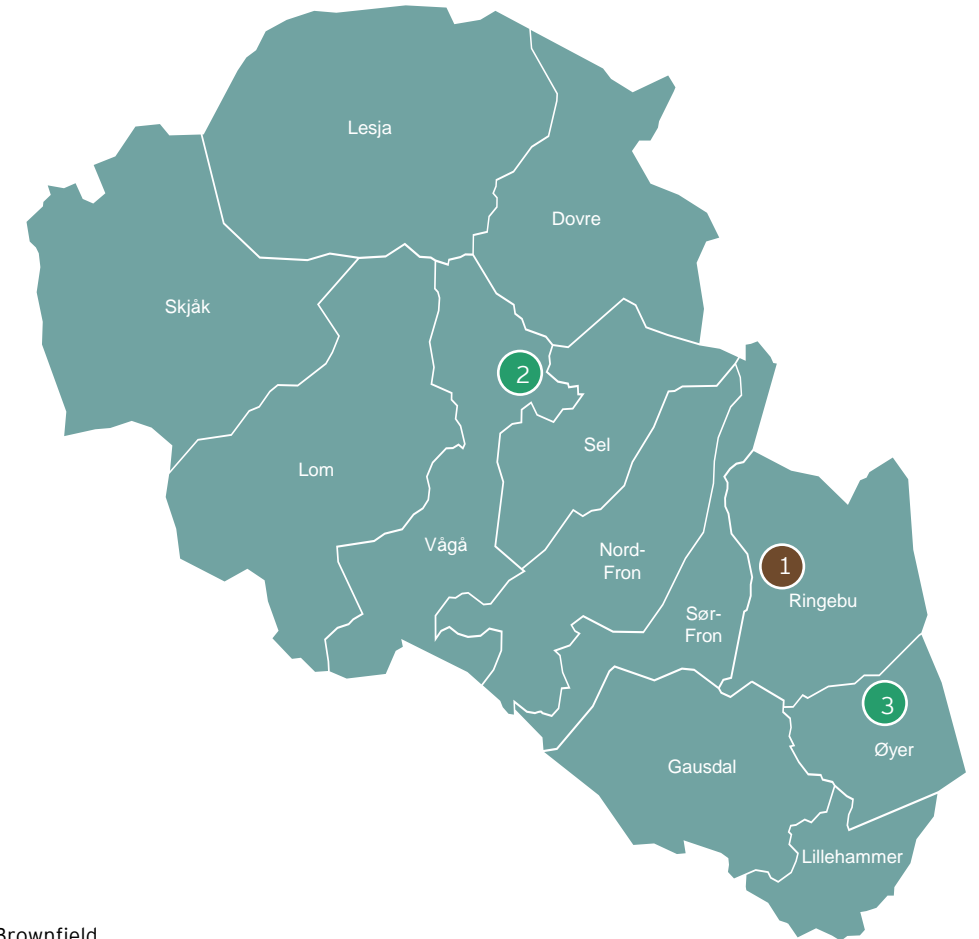 Lesja
Dovre
Skjåk
2
Sel
Lom
Vågå
Nord-
Fron
1
Ringebu
Sør-
Fron
3
Øyer
Gausdal
Lillehammer
Brownfield